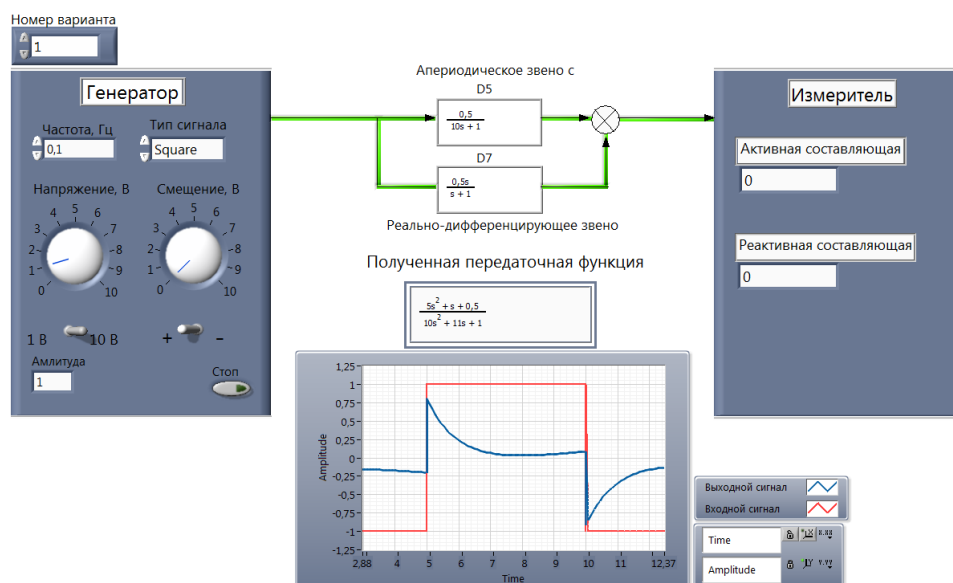 Номер варианта
1
Генератор
Частота, Гц
Тип сигнала
0,1
Square
Напряжение, В
Смещение, В
0 1 2 3 4 5 6 7 8 9 10
0 1 2 3 4 5 6 7 8 9 10
1 В
10 В
+
-
Амлитуда
1
Стоп
Апериодическое звено с
D5
0,5
10s + 1
D7
0,5s
s + 1
Реально-дифференцирующее звено
Полученная передаточная функция
5s² + s + 0,5
10s² + 11s + 1
Измеритель
Активная составляющая
0
Реактивная составляющая
0
Amplitude
1,25
1
0,75
0,5
0,25
0
-0,25
-0,5
-0,75
-1
-1,25
2,88 4 5 6 7 8 9 10 11 12,37
Time
Выходной сигнал
Входной сигнал
Time
Amplitude